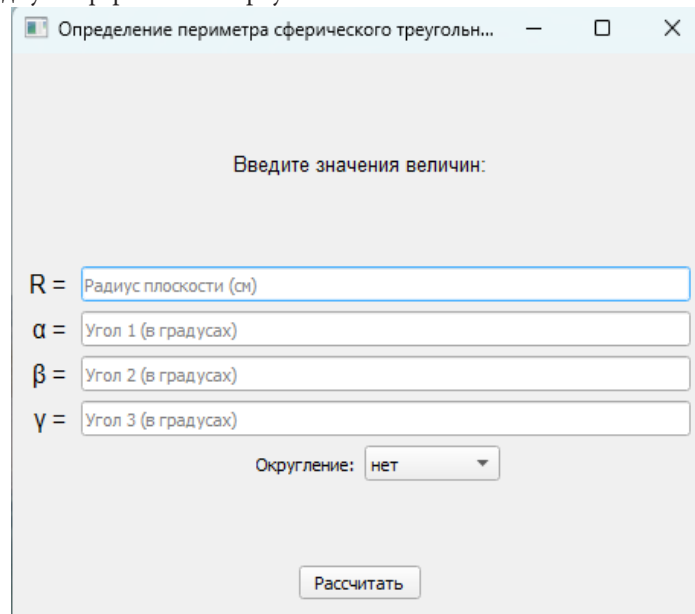 Определение периметра сферического треугольн...
Введите значения величин:
R = Радиус плоскости (см)
α = Угол 1 (в градусах)
β = Угол 2 (в градусах)
γ = Угол 3 (в градусах)
Округление: нет
Рассчитать